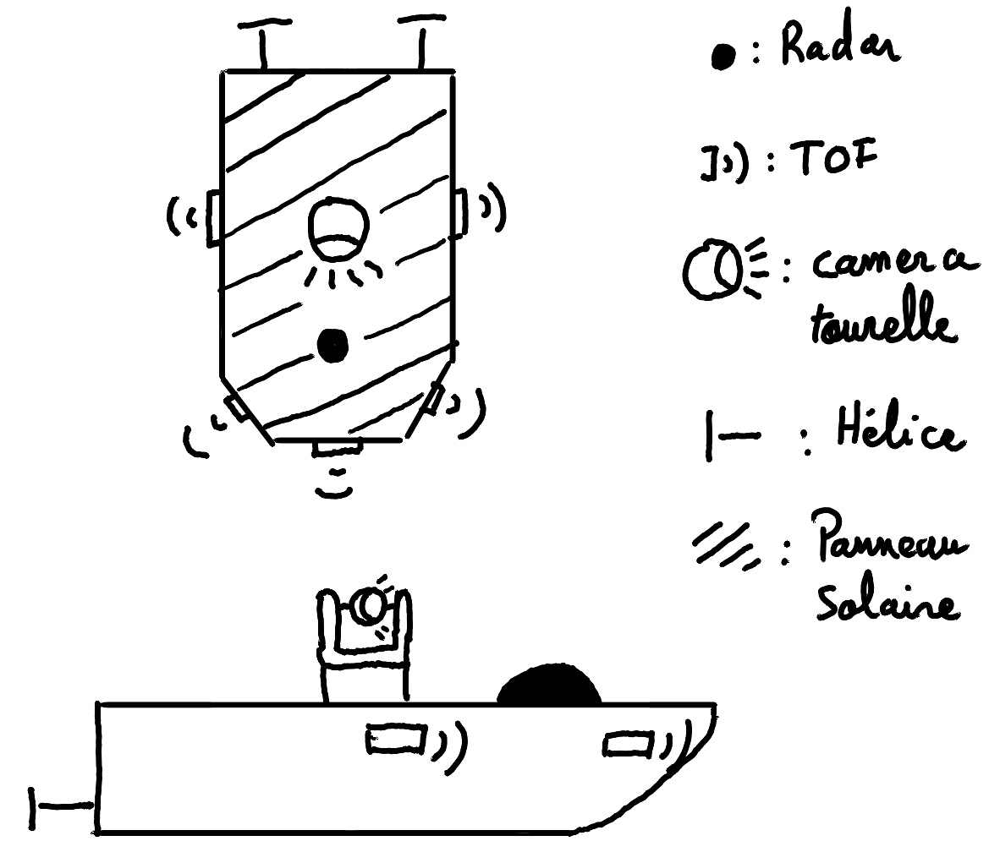 : Radar
: TOF
: camera
tourelle
: Hélice
: Panneau
solaire